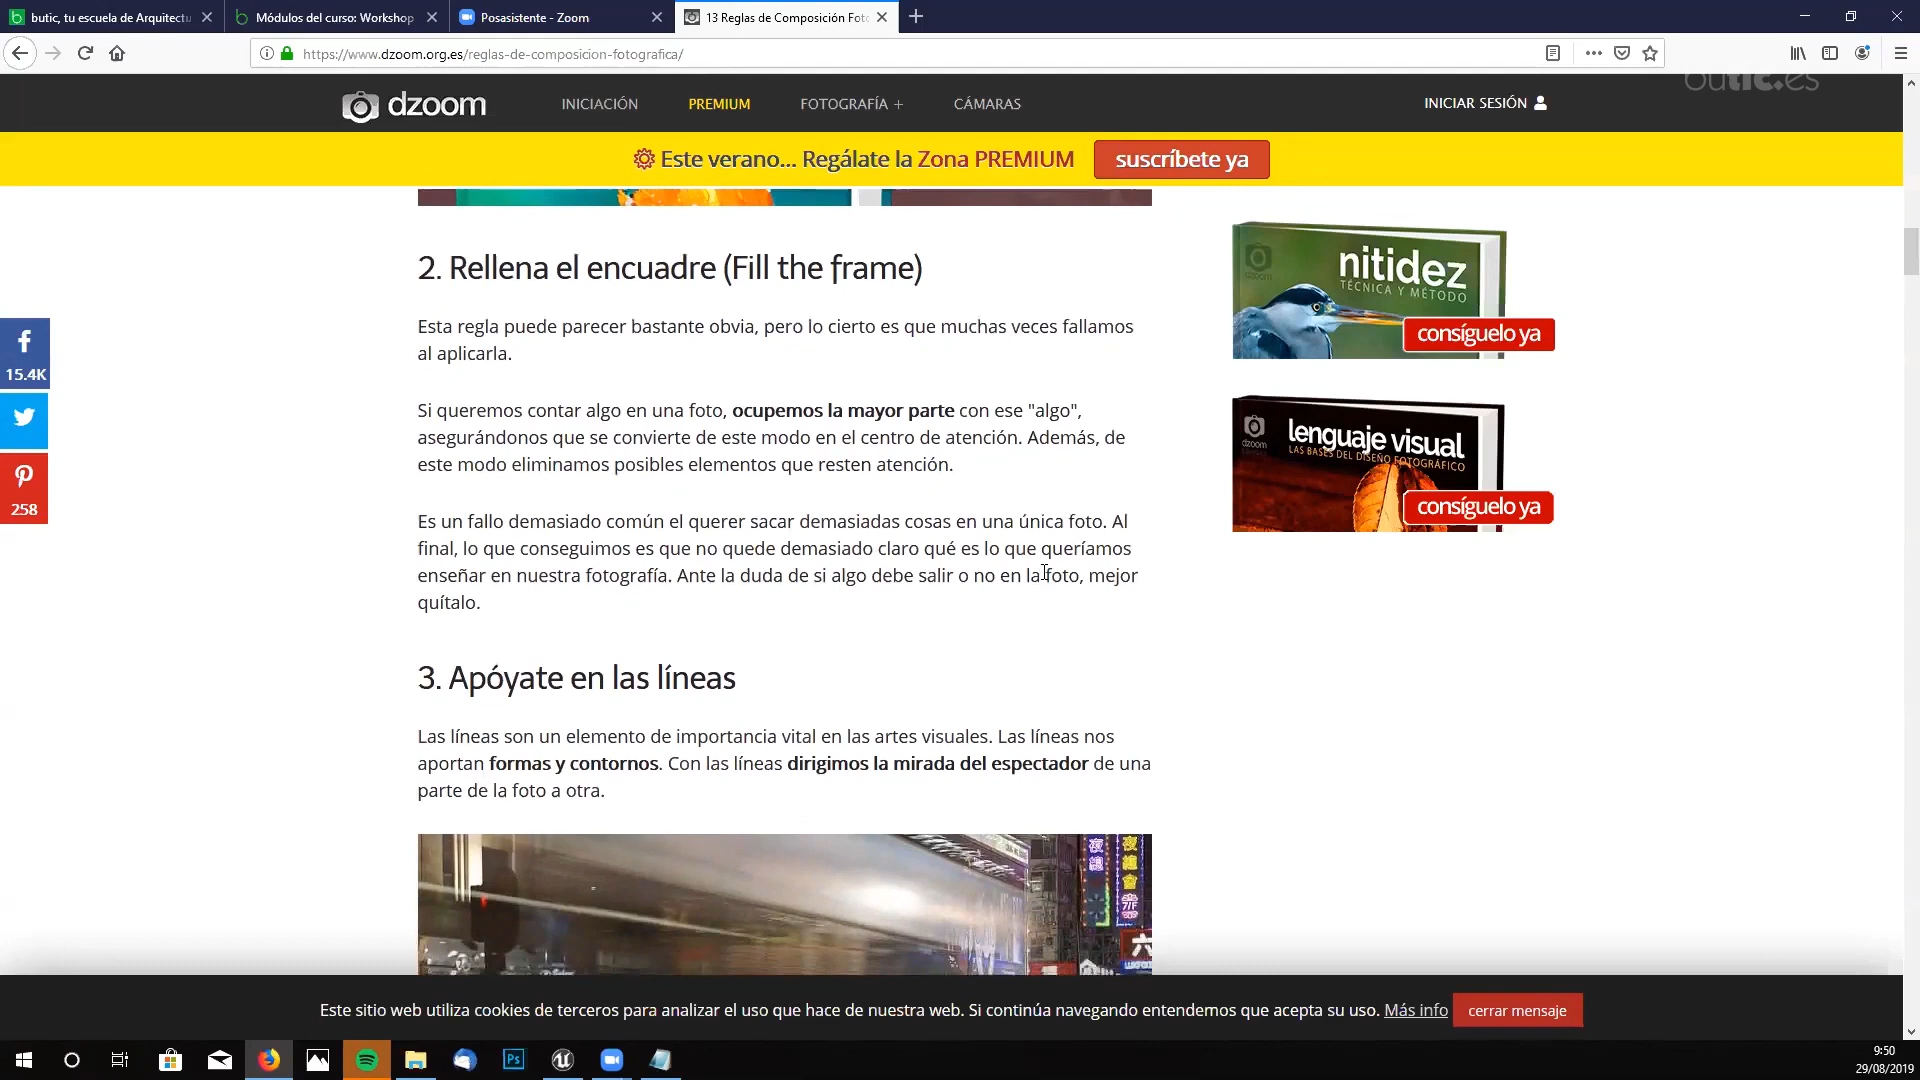 butic, tu escuela de Arquitectu
Módulos del curso: Workshop
Posasistente - Zoom
13 Reglas de Composición Foto
https://www.dzoom.org.es/reglas-de-composicion-fotografica/
butic.es
dzoom
INICIACIÓN
PREMIUM
FOTOGRAFÍA +
CÁMARAS
INICIAR SESIÓN
Este verano... Regálate la Zona PREMIUM
suscríbete ya
2. Rellena el encuadre (Fill the frame)
Esta regla puede parecer bastante obvia, pero lo cierto es que muchas veces fallamos
al aplicarla.
Si queremos contar algo en una foto, ocupemos la mayor parte con ese "algo",
asegurándonos que se convierte de este modo en el centro de atención. Además, de
este modo eliminamos posibles elementos que resten atención.
Es un fallo demasiado común el querer sacar demasiadas cosas en una única foto. Al
final, lo que conseguimos es que no quede demasiado claro qué es lo que queríamos
enseñar en nuestra fotografía. Ante la duda de si algo debe salir o no en la foto, mejor
quítalo.
3. Apóyate en las líneas
Las líneas son un elemento de importancia vital en las artes visuales. Las líneas nos
aportan formas y contornos. Con las líneas dirigimos la mirada del espectador de una
parte de la foto a otra.
15.4K
258
dzoom
nitidez
TÉCNICA Y MÉTODO
consíguelo ya
dzoom
lenguaje visual
LAS BASES DEL DISEÑO FOTOGRÁFICO
consíguelo ya
夜總
夜總會
7/F
六
Este sitio web utiliza cookies de terceros para analizar el uso que hace de nuestra web. Si continúa navegando entendemos que acepta su uso. Más info
cerrar mensaje
Ps
9:50
29/08/2019